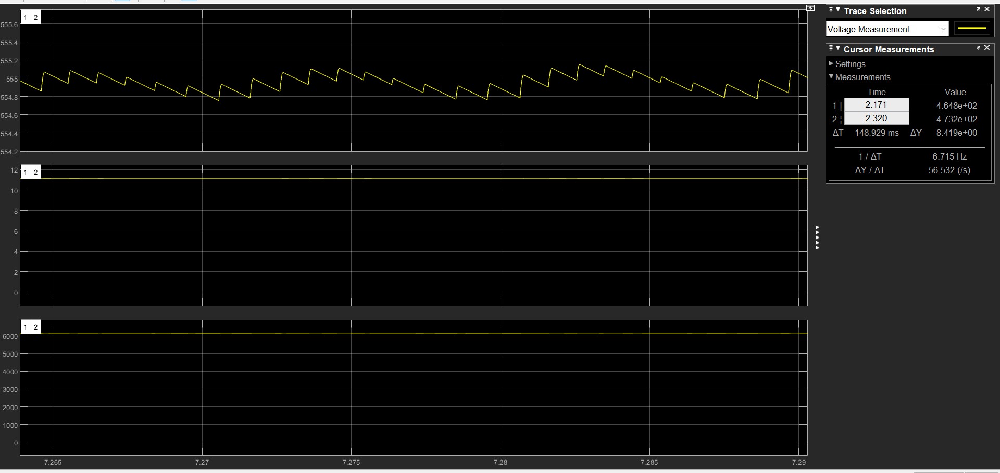 1 2
555.6
555.4
555.2
555
554.8
554.6
554.4
554.2
1 2
12
10
8
6
4
2
0
1 2
6000
5000
4000
3000
2000
1000
0
7.265 7.27 7.275 7.28 7.285 7.29
Trace Selection
Voltage Measurement
Cursor Measurements
Settings
Measurements
Time Value
1 | 2.171 4.648e+02
2 ¦ 2.320 4.732e+02
ΔT 148.929 ms ΔY 8.419e+00
1 / ΔT 6.715 Hz
ΔY / ΔT 56.532 (/s)